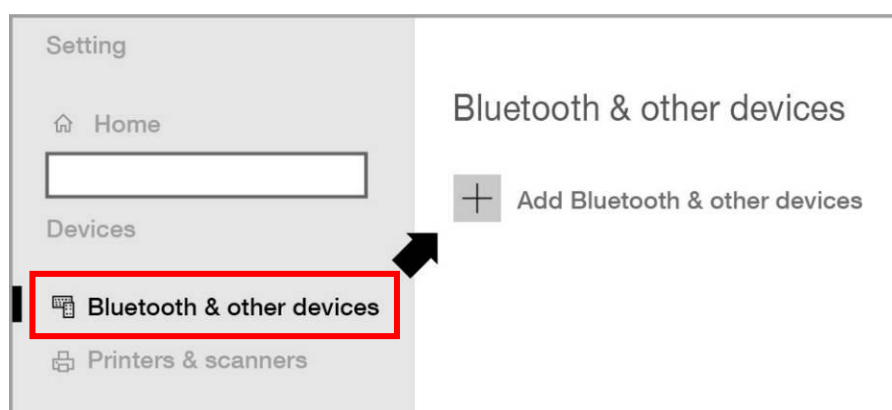 Setting
Home
Devices
Bluetooth & other devices
Printers & scanners
Bluetooth & other devices
Add Bluetooth & other devices